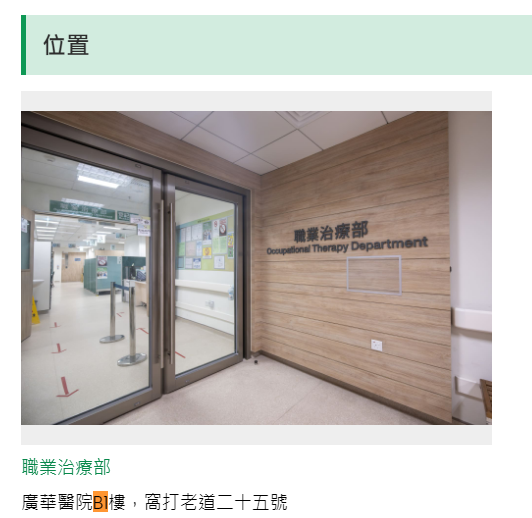 位置
職業治療部
Occupational Therapy Department
職業治療部
廣華醫院B1樓，窩打老道二十五號